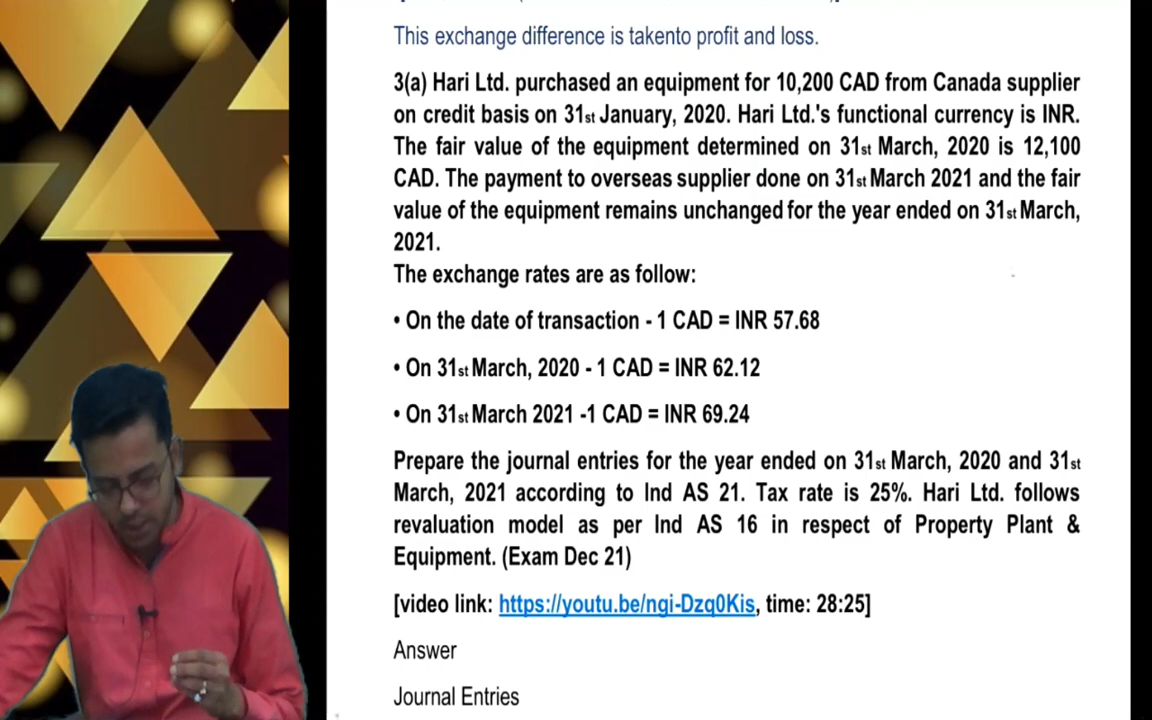 This exchange difference is takento profit and loss.
3(a) Hari Ltd. purchased an equipment for 10,200 CAD from Canada supplier
on credit basis on 31st January, 2020. Hari Ltd.'s functional currency is INR.
The fair value of the equipment determined on 31st March, 2020 is 12,100
CAD. The payment to overseas supplier done on 31st March 2021 and the fair
value of the equipment remains unchanged for the year ended on 31st March,
2021.
The exchange rates are as follow:
• On the date of transaction - 1 CAD = INR 57.68
• On 31st March, 2020 - 1 CAD = INR 62.12
• On 31st March 2021 -1 CAD = INR 69.24
Prepare the journal entries for the year ended on 31st March, 2020 and 31st
March, 2021 according to Ind AS 21. Tax rate is 25%. Hari Ltd. follows
revaluation model as per Ind AS 16 in respect of Property Plant &
Equipment. (Exam Dec 21)
[video link: https://youtu.be/ngi-Dzq0Kis, time: 28:25]
Answer
Journal Entries